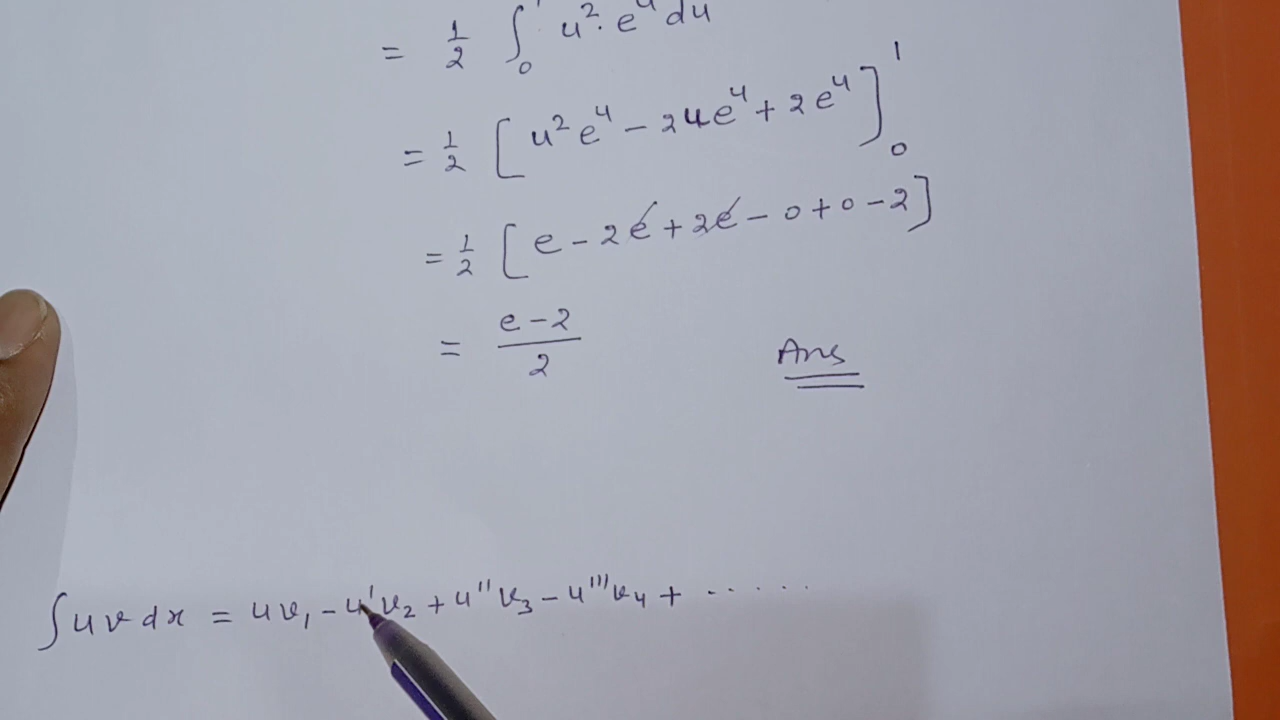 = 1/2 ∫₀¹ u². eᵘ du
= 1/2 [u²eᵘ - 2ueᵘ + 2eᵘ]₀¹
= 1/2 [e - 2e + 2e - 0 + 0 - 2]
= (e - 2)/2 Ans
∫uv dx = uv₁ - u'v₂ + u''v₃ - u'''v₄ + ......